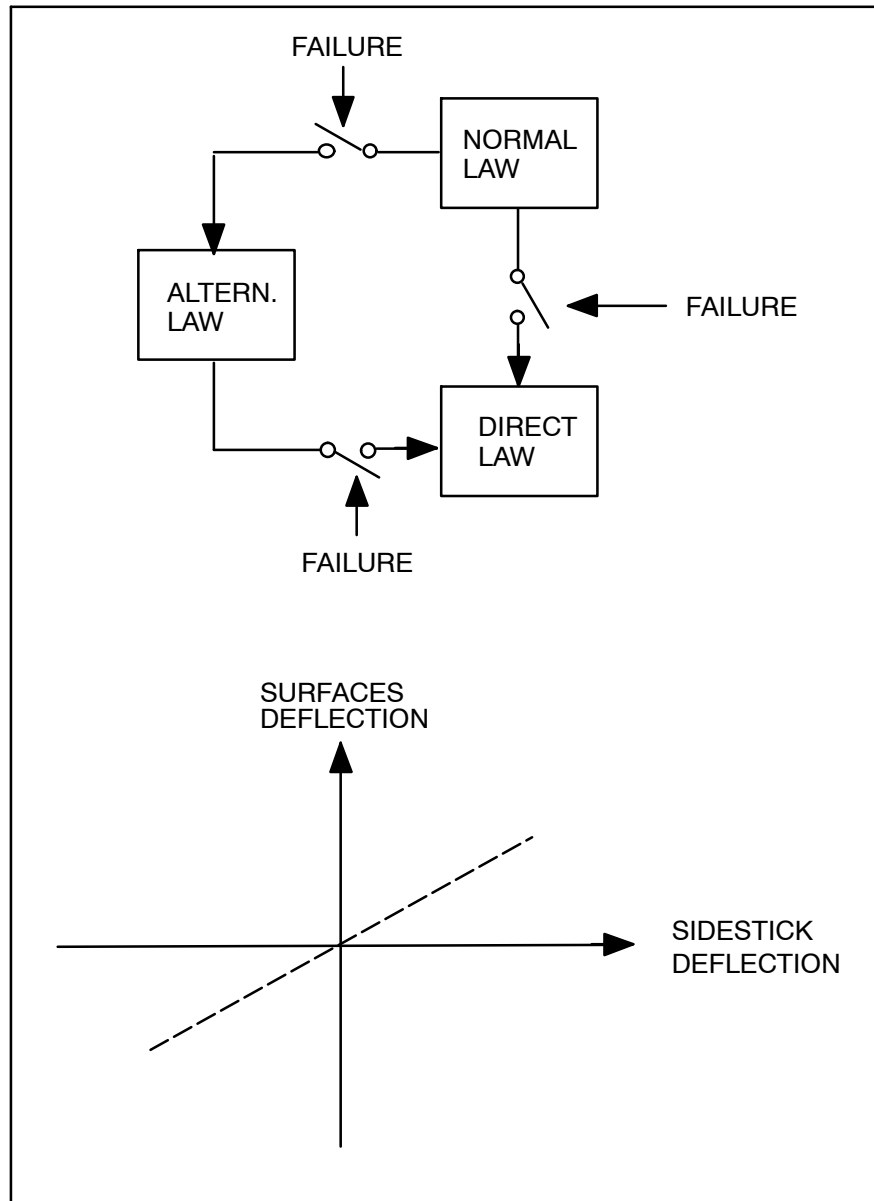 FAILURE
NORMAL
LAW
ALTERN.
LAW
FAILURE
DIRECT
LAW
FAILURE
SURFACES
DEFLECTION
SIDESTICK
DEFLECTION